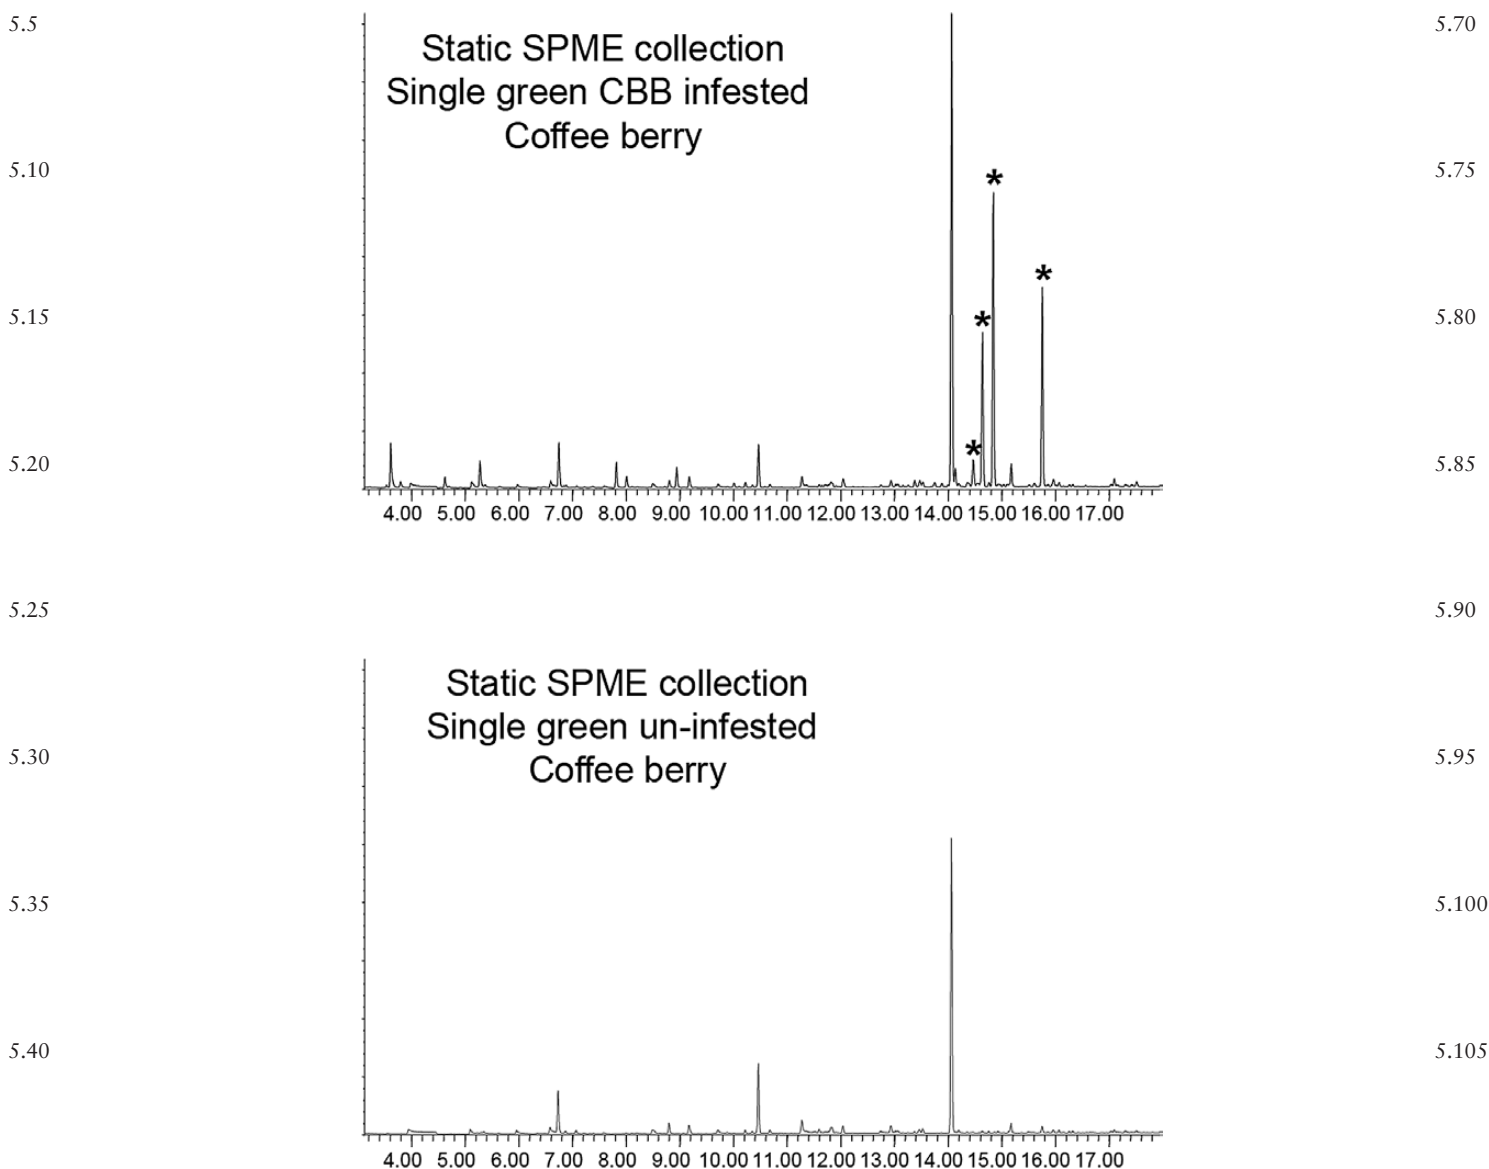 5.5
5.10
5.15
5.20
5.25
5.30
5.35
5.40
Static SPME collection
Single green CBB infested
Coffee berry
*
*
*
*
4.00 5.00 6.00 7.00 8.00 9.00 10.00 11.00 12.00 13.00 14.00 15.00 16.00 17.00
Static SPME collection
Single green un-infested
Coffee berry
4.00 5.00 6.00 7.00 8.00 9.00 10.00 11.00 12.00 13.00 14.00 15.00 16.00 17.00
5.70
5.75
5.80
5.85
5.90
5.95
5.100
5.105